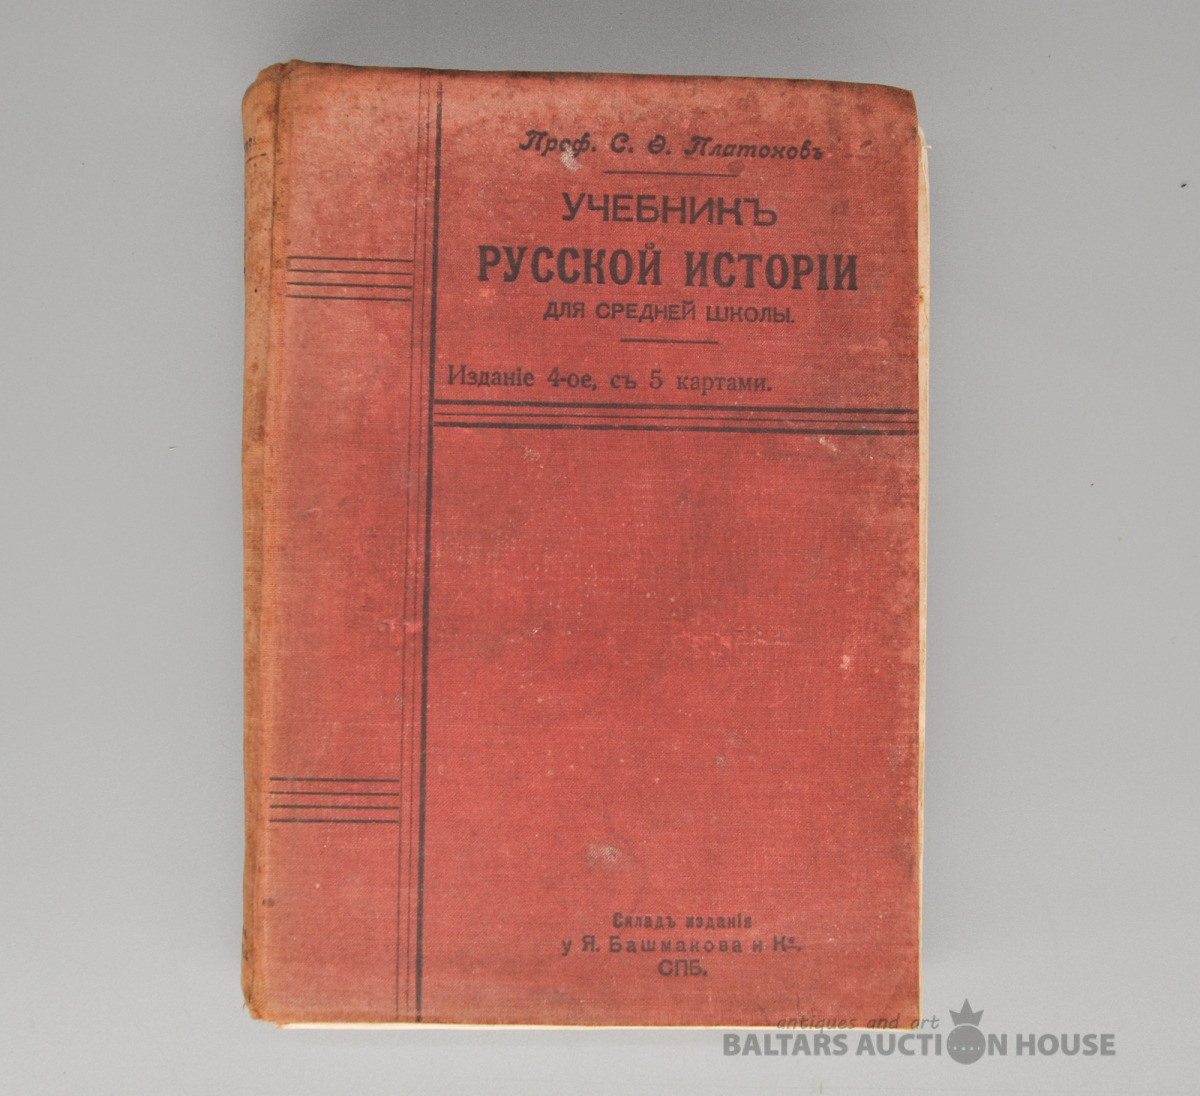 Проф. С. Ѳ. Платоновъ
УЧЕБНИКЪ
РУССКОЙ ИСТОРІИ
ДЛЯ СРЕДНЕЙ ШКОЛЫ.
Изданіе 4-ое, съ 5 картами.
Складъ изданія
у Я. Башмакова и Кº.
СПБ.
antiques and art
BALTARS AUCTION HOUSE